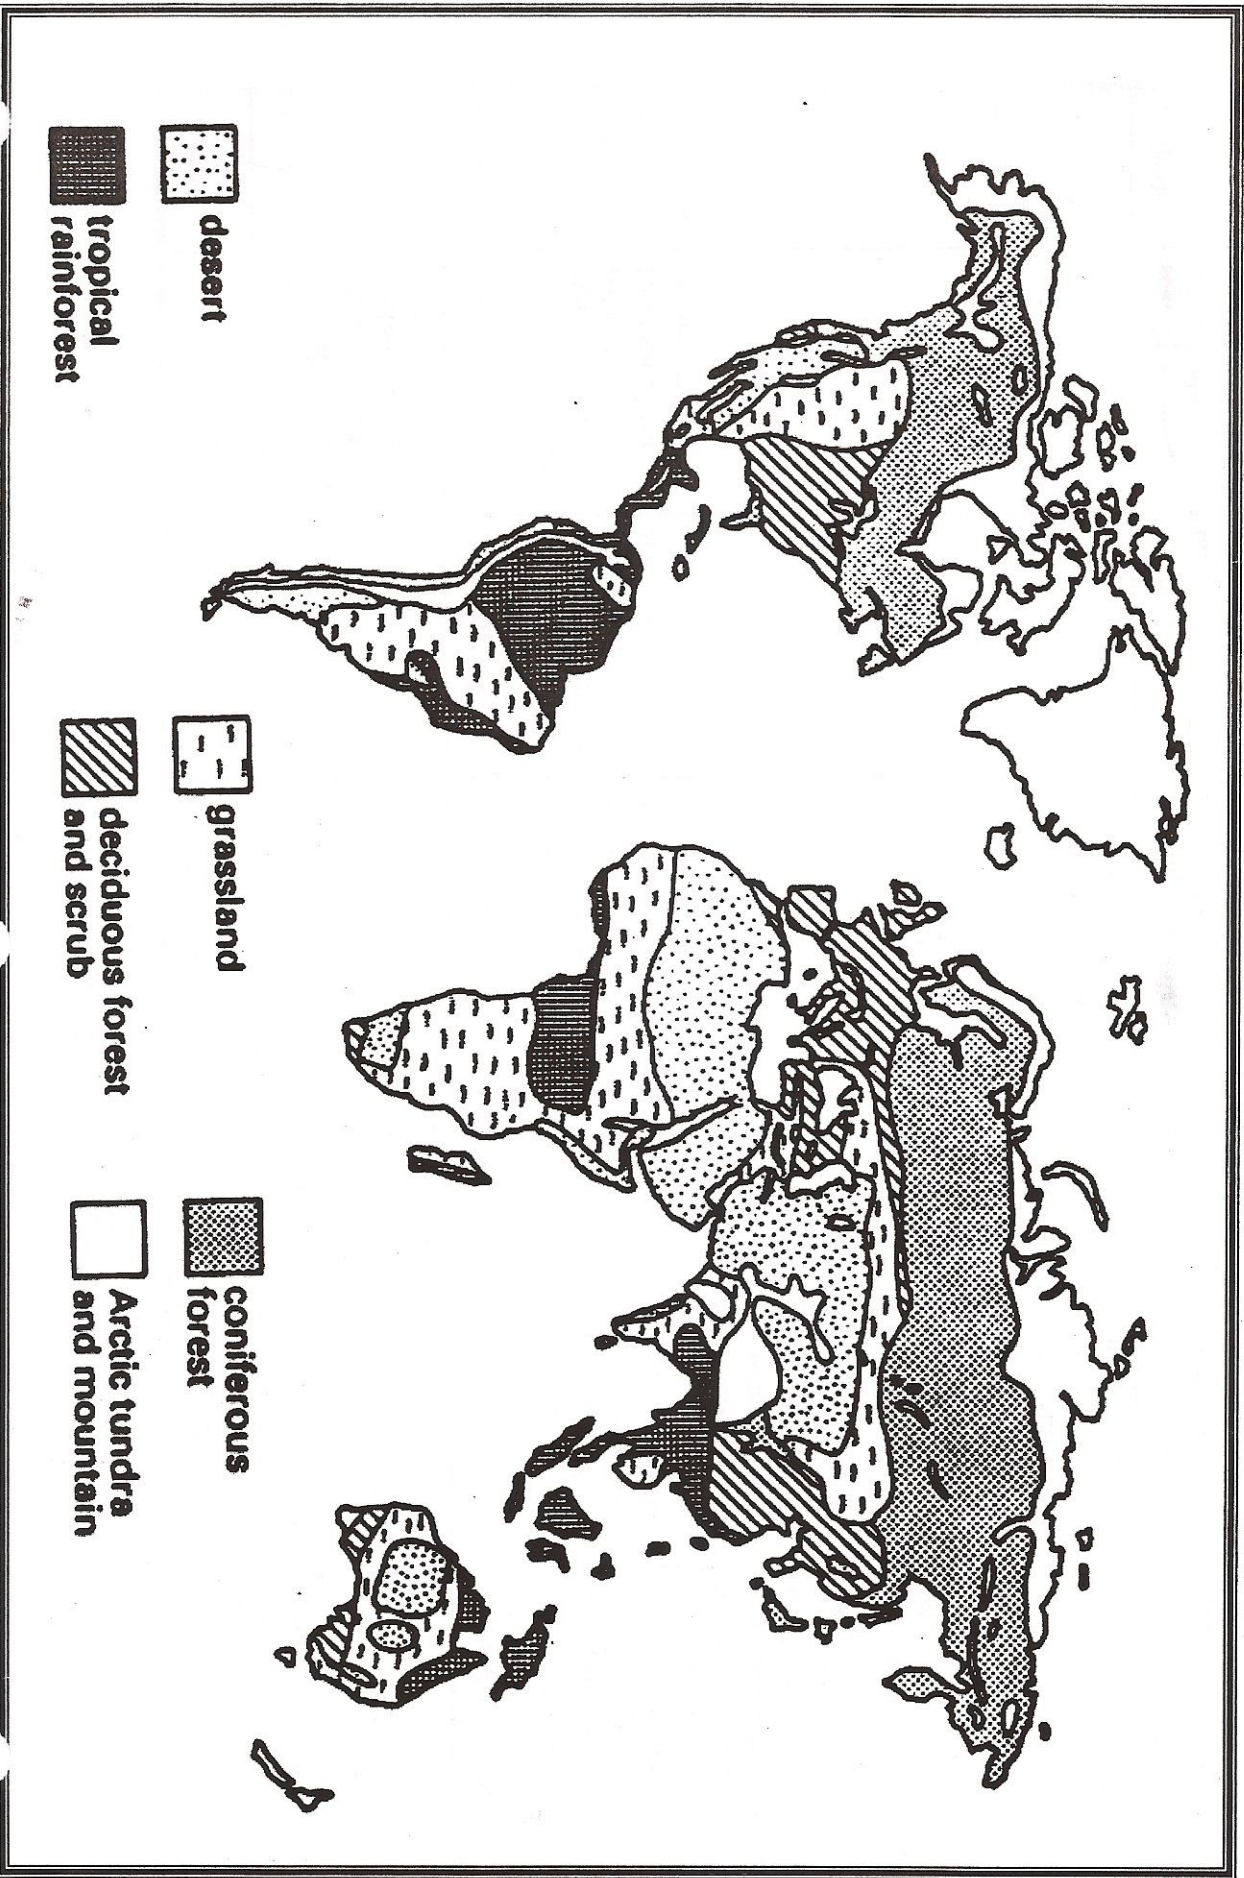 desert
tropical
rainforest
grassland
deciduous forest
and scrub
coniferous
forest
Arctic tundra
and mountain